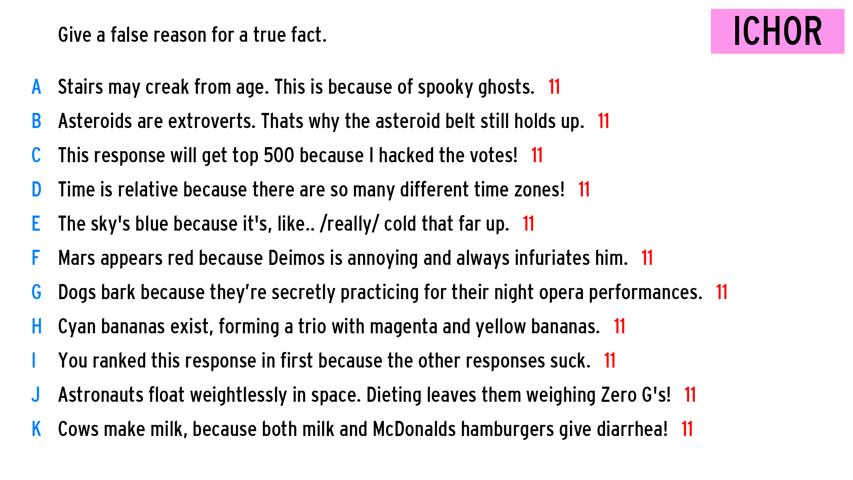 Give a false reason for a true fact.
ICHOR
A Stairs may creak from age. This is because of spooky ghosts. 11
B Asteroids are extroverts. Thats why the asteroid belt still holds up. 11
C This response will get top 500 because I hacked the votes! 11
D Time is relative because there are so many different time zones! 11
E The sky's blue because it's, like.. /really/ cold that far up. 11
F Mars appears red because Deimos is annoying and always infuriates him. 11
G Dogs bark because they’re secretly practicing for their night opera performances. 11
H Cyan bananas exist, forming a trio with magenta and yellow bananas. 11
I You ranked this response in first because the other responses suck. 11
J Astronauts float weightlessly in space. Dieting leaves them weighing Zero G's! 11
K Cows make milk, because both milk and McDonalds hamburgers give diarrhea! 11